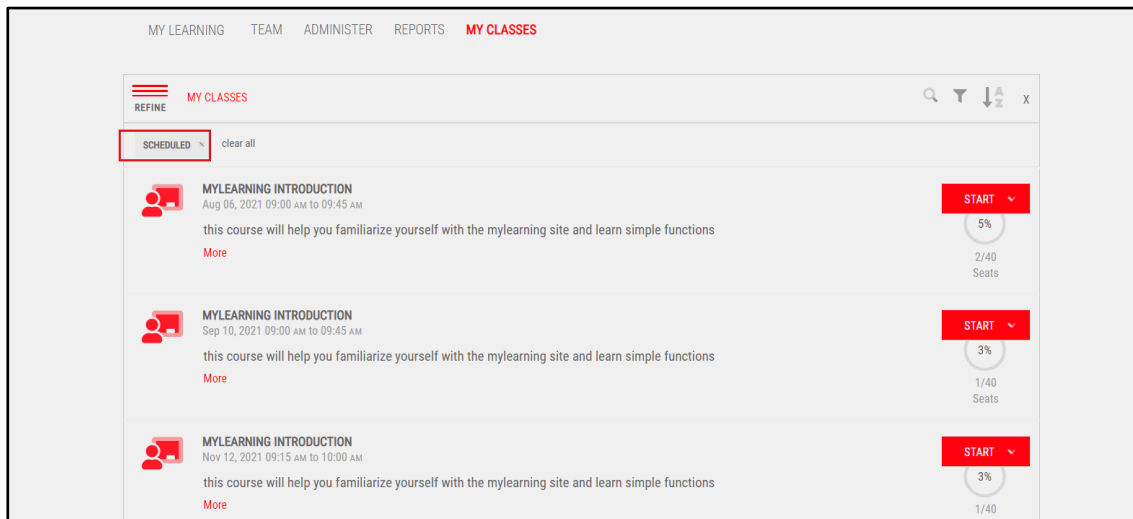 MY LEARNING TEAM ADMINISTER REPORTS MY CLASSES
REFINE MY CLASSES A Z X
SCHEDULED x clear all
MYLEARNING INTRODUCTION
START
Aug 06, 2021 09:00 AM to 09:45 AM
this course will help you familiarize yourself with the mylearning site and learn simple functions
5%
More
2/40
Seats
MYLEARNING INTRODUCTION
START
Sep 10, 2021 09:00 AM to 09:45 AM
this course will help you familiarize yourself with the mylearning site and learn simple functions
3%
More
1/40
Seats
MYLEARNING INTRODUCTION
START
Nov 12, 2021 09:15 AM to 10:00 AM
this course will help you familiarize yourself with the mylearning site and learn simple functions
3%
More
1/40